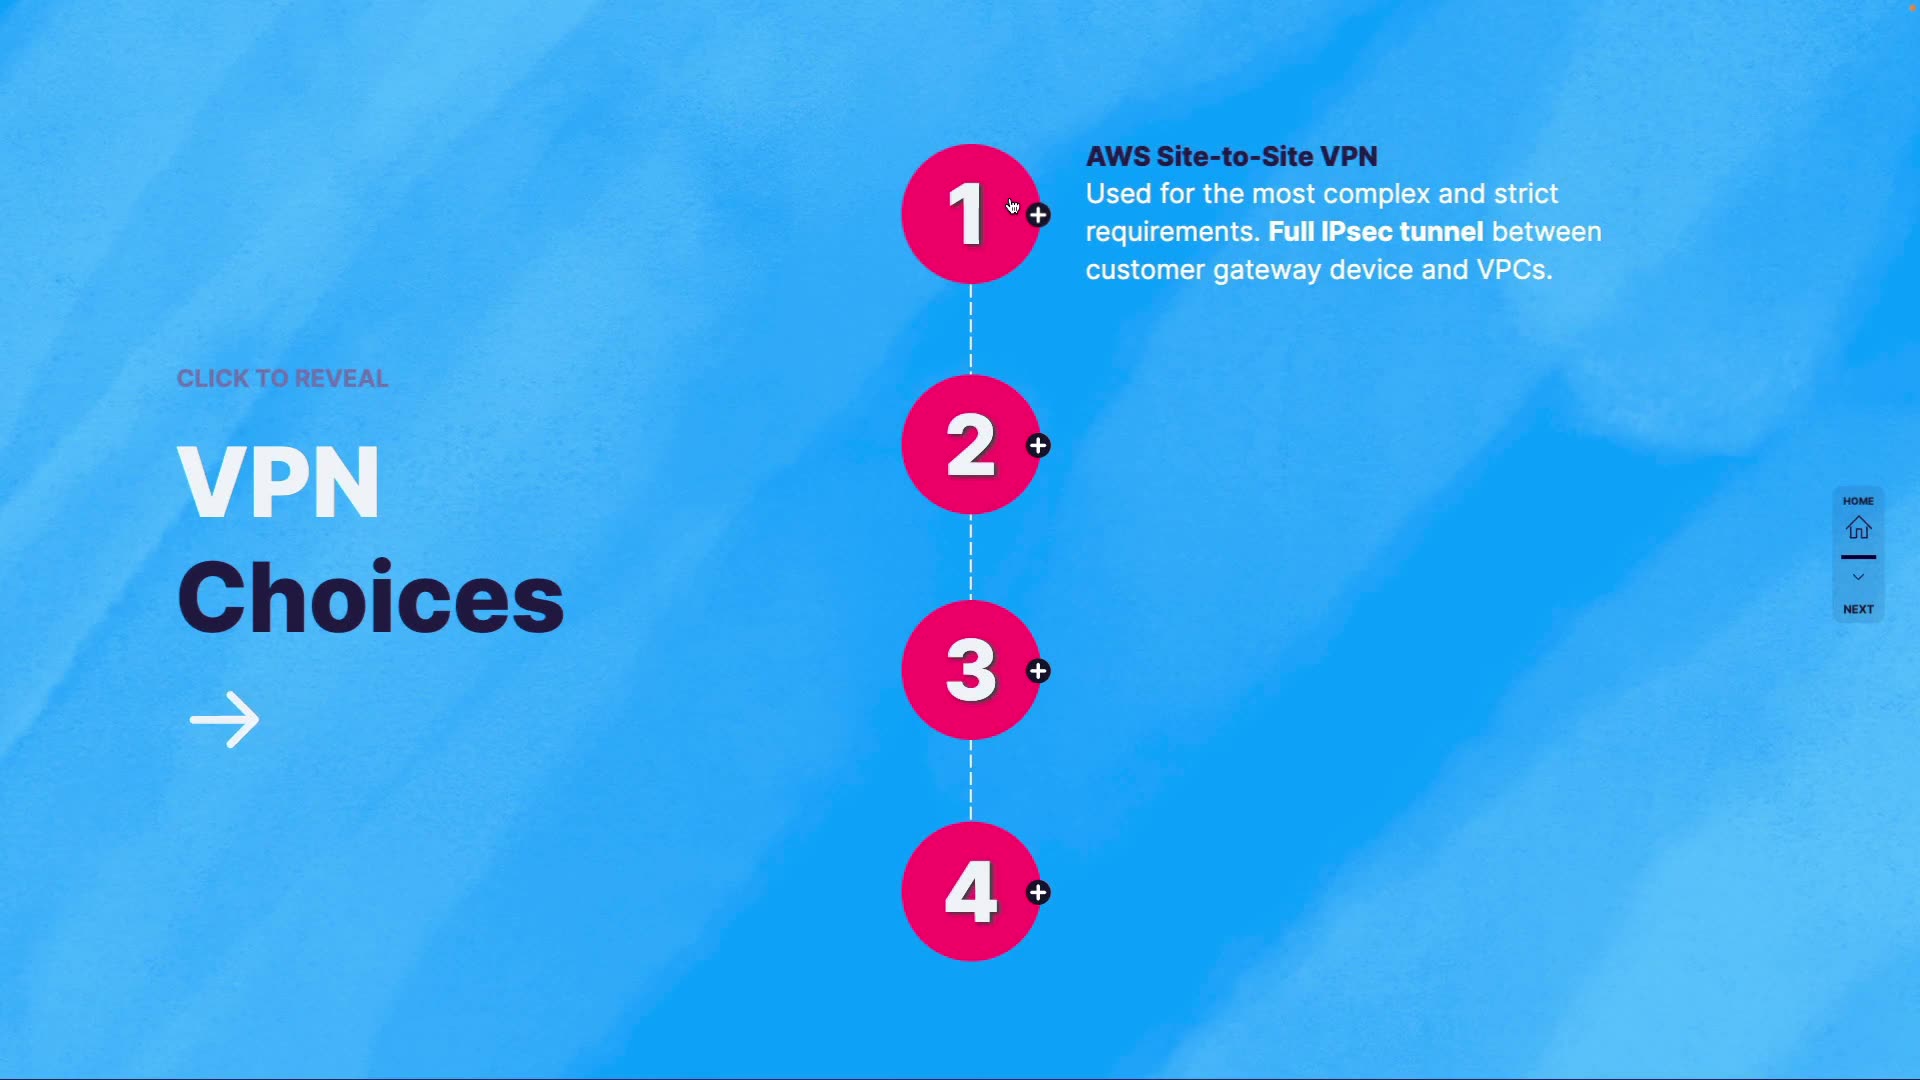 CLICK TO REVEAL
VPN
Choices
1
AWS Site-to-Site VPN
Used for the most complex and strict
requirements. Full IPsec tunnel between
customer gateway device and VPCs.
2
3
4
HOME
NEXT